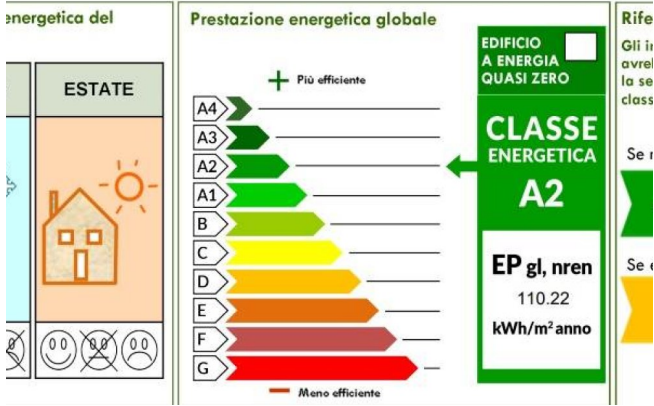 energetica del
ESTATE
Prestazione energetica globale
Più efficiente
A4
A3
A2
A1
B
C
D
E
F
G
Meno efficiente
EDIFICIO
A ENERGIA
QUASI ZERO
CLASSE
ENERGETICA
A2
EP gl, nren
110.22
kWh/m² anno
Rife
Gli in
avrel
la se
class
Se n
Se e